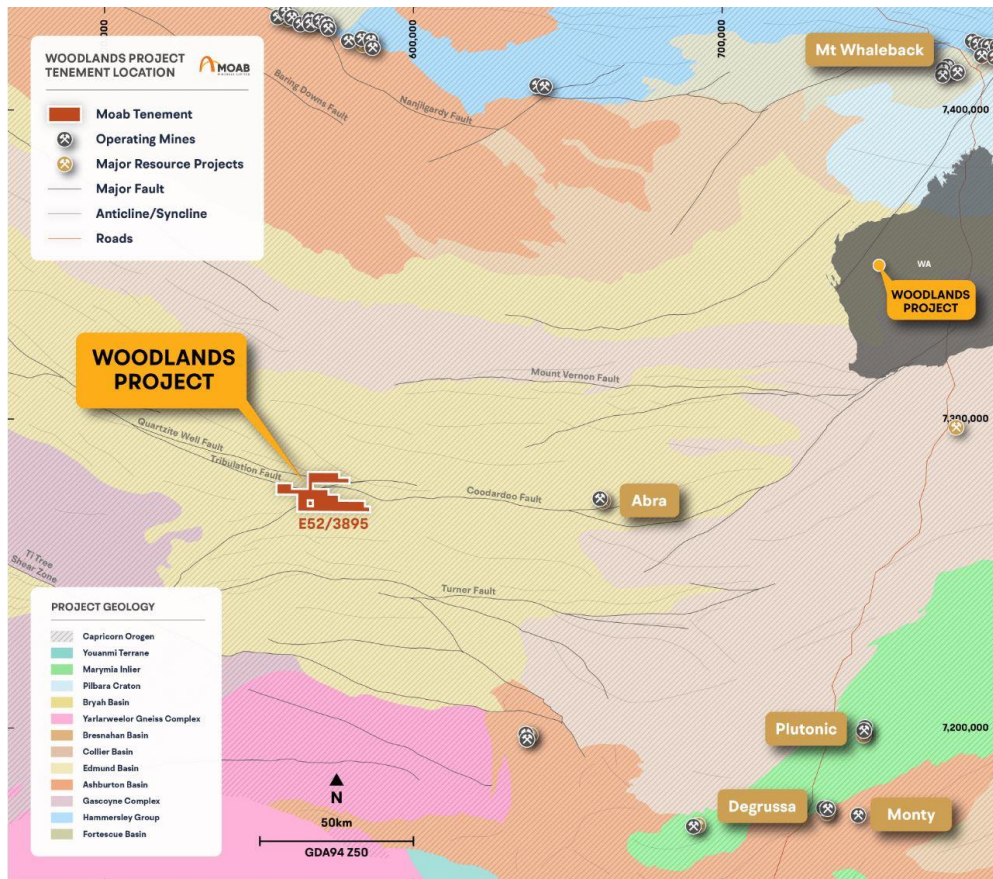 600,000
700,000
WOODLANDS PROJECT
TENEMENT LOCATION
MOAB
Moab Tenement
Operating Mines
Major Resource Projects
Major Fault
Anticline/Syncline
Roads
Baring Downs Fault
Nanjilgardy Fault
Mt Whaleback
7,400,000
WA
WOODLANDS
PROJECT
WOODLANDS
PROJECT
Mount Vernon Fault
7,300,000
Quartzite Well Fault
Tribulation Fault
E52/3895
Coodardoo Fault
Abra
Ti Tree
Shear Zone
Turner Fault
PROJECT GEOLOGY
Capricorn Orogen
Youanmi Terrane
Marymia Inlier
Pilbara Craton
Bryah Basin
Yarlarweelor Gneiss Complex
Bresnahan Basin
Collier Basin
Edmund Basin
Ashburton Basin
Gascoyne Complex
Hammersley Group
Fortescue Basin
N
50km
GDA94 Z50
Plutonic
7,200,000
Degrussa
Monty